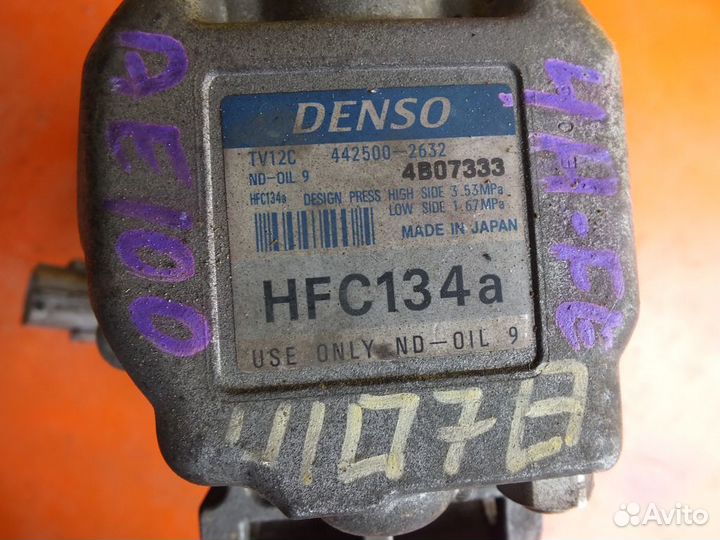 AE100
DENSO
TV12C 442500-2632
ND-OIL 9 4B07333
HFC134a DESIGN PRESS HIGH SIDE 3.53MPa
LOW SIDE 1.67MPa
MADE IN JAPAN
HFC134a
USE ONLY ND-OIL 9
4A-FE
Avito